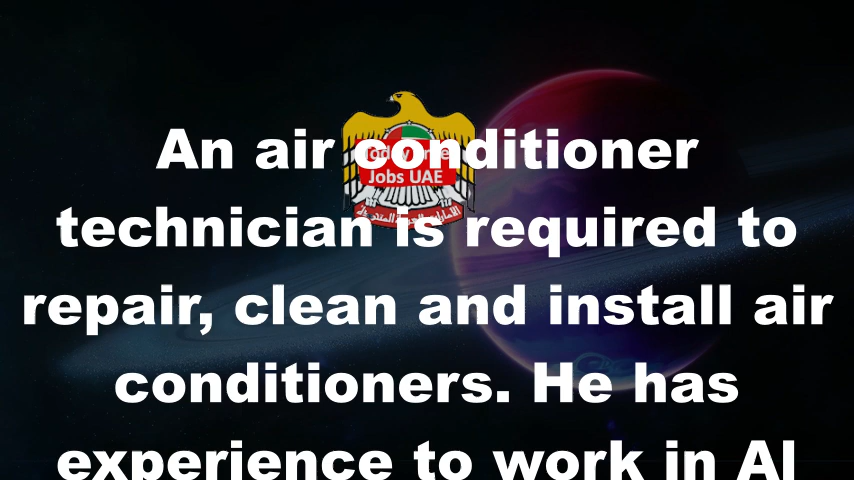 An air conditioner
technician is required to
repair, clean and install air
conditioners. He has
experience to work in Al
Jobs UAE